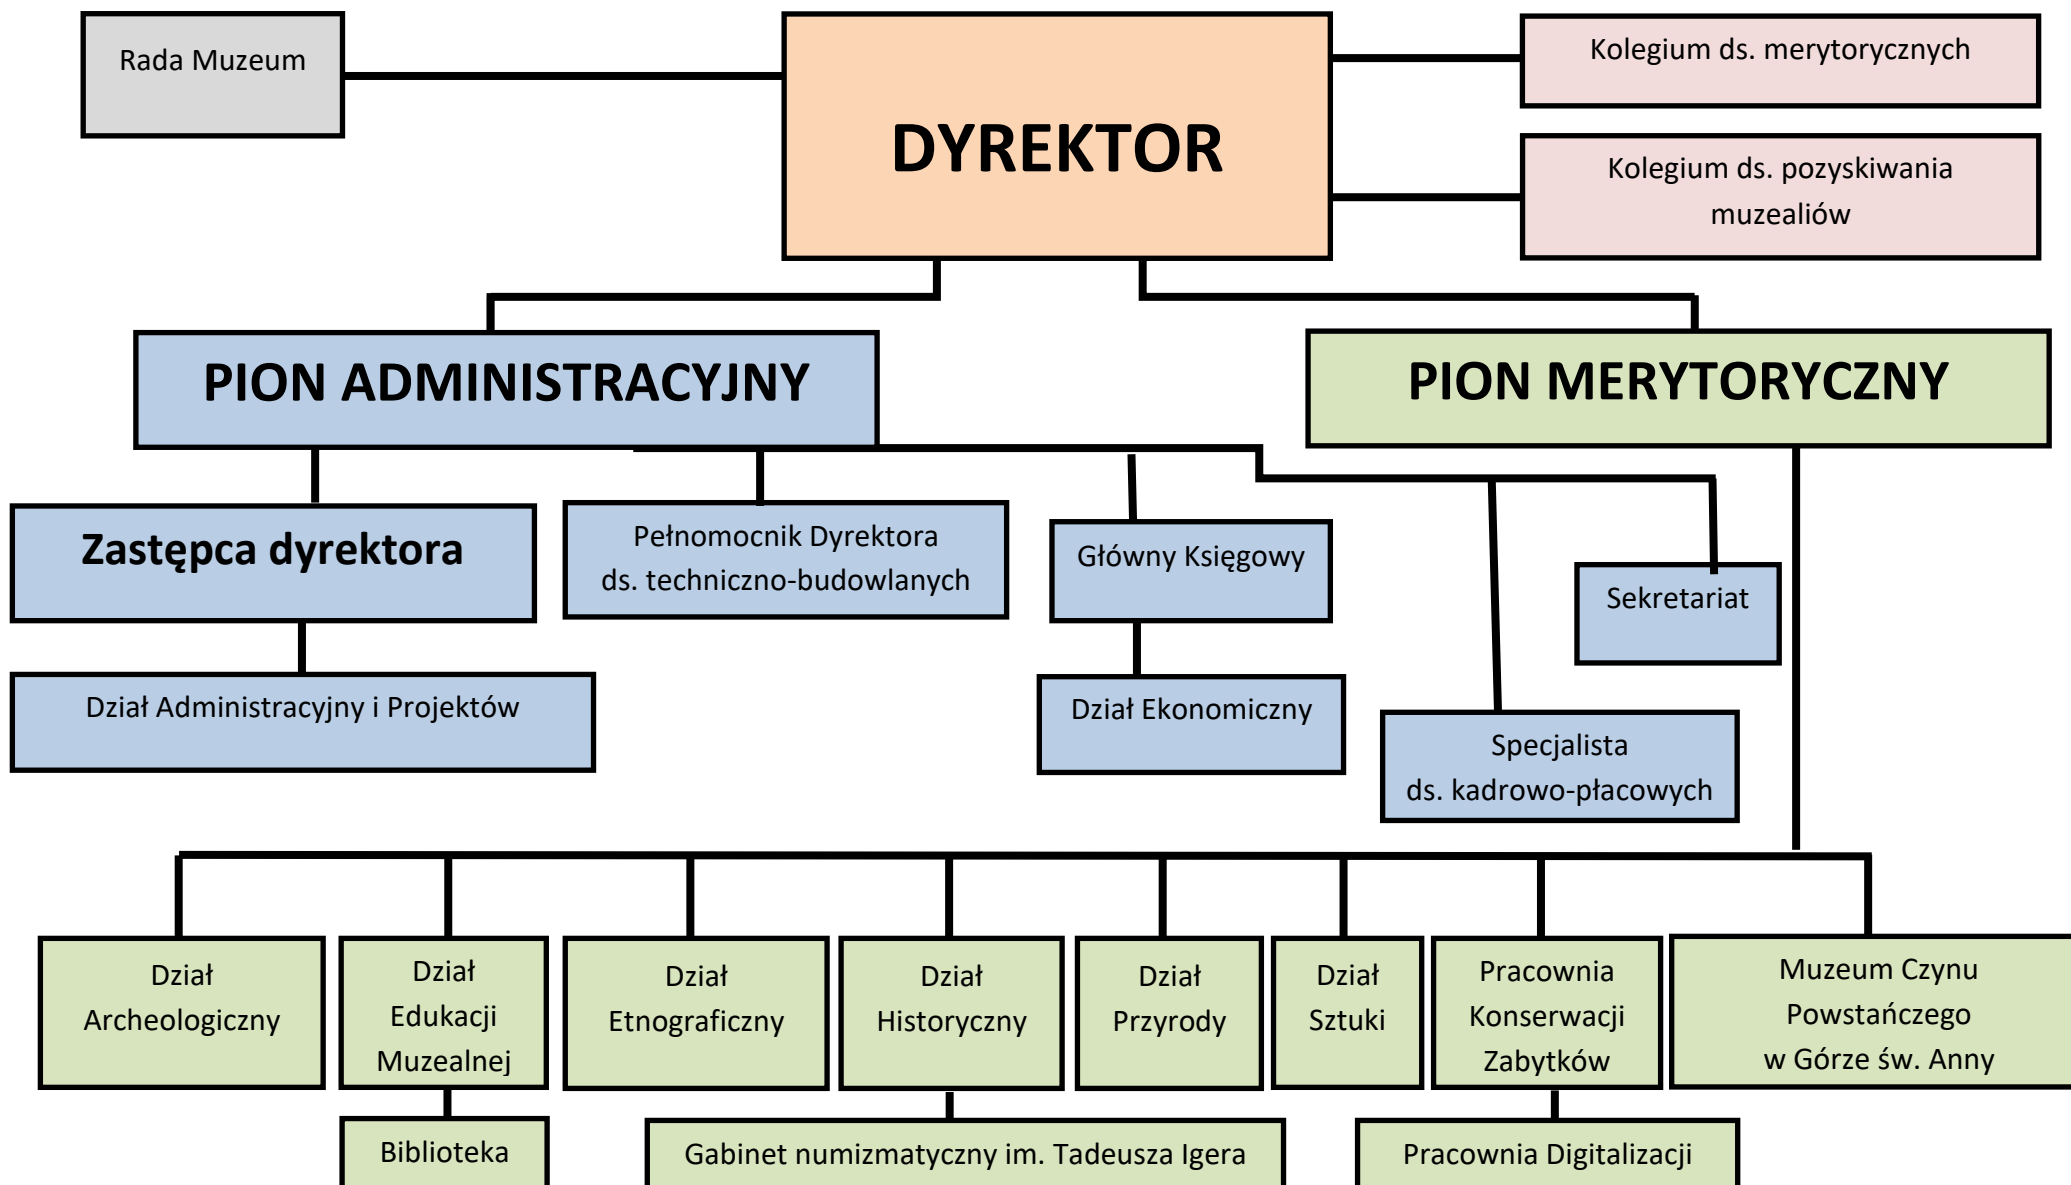 Rada Muzeum
DYREKTOR
Kolegium ds. merytorycznych
Kolegium ds. pozyskiwania
muzealiów
PION ADMINISTRACYJNY
PION MERYTORYCZNY
Zastępca dyrektora
Pełnomocnik Dyrektora
ds. techniczno-budowlanych
Główny Księgowy
Sekretariat
Dział Administracyjny i Projektów
Dział Ekonomiczny
Specjalista
ds. kadrowo-płacowych
Dział
Archeologiczny
Dział
Edukacji
Muzealnej
Dział
Etnograficzny
Dział
Historyczny
Dział
Przyrody
Dział
Sztuki
Pracownia
Konserwacji
Zabytków
Muzeum Czynu
Powstańczego
w Górze św. Anny
Biblioteka
Gabinet numizmatyczny im. Tadeusza Igera
Pracownia Digitalizacji